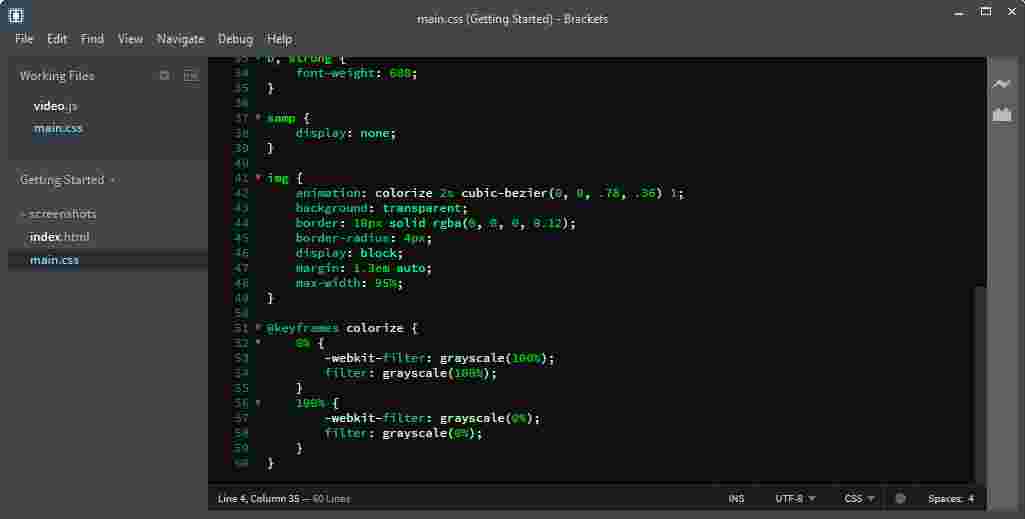 main.css (Getting Started) - Brackets
File Edit Find View Navigate Debug Help
Working Files
video.js
main.css
Getting Started
screenshots
index.html
main.css
33 b, strong {
34 font-weight: 600;
35 }
36
37 samp {
38 display: none;
39 }
40
41 img {
42 animation: colorize 2s cubic-bezier(0, 0, .78, .36) 1;
43 background: transparent;
44 border: 10px solid rgba(0, 0, 0, 0.12);
45 border-radius: 4px;
46 display: block;
47 margin: 1.3em auto;
48 max-width: 95%;
49 }
50
51 @keyframes colorize {
52 0% {
53 -webkit-filter: grayscale(100%);
54 filter: grayscale(100%);
55 }
56 100% {
57 -webkit-filter: grayscale(0%);
58 filter: grayscale(0%);
59 }
60 }
Line 4, Column 35 — 60 Lines
INS UTF-8 CSS Spaces: 4